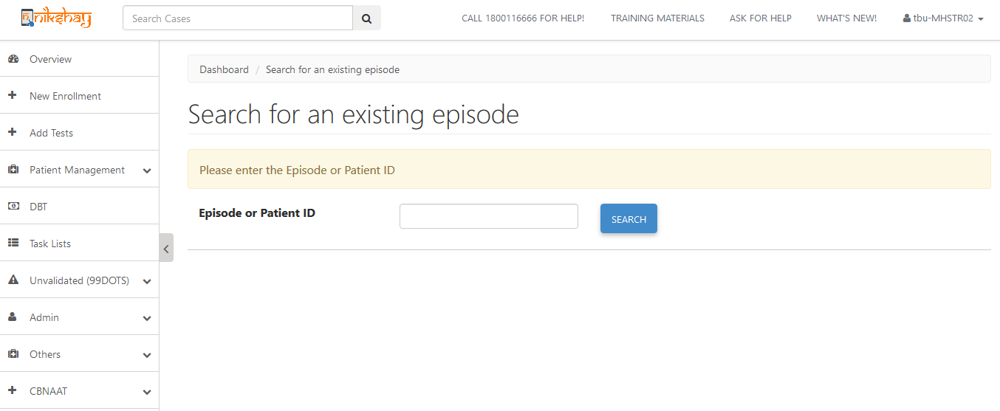 nikshay
Search Cases
CALL 1800116666 FOR HELP!
TRAINING MATERIALS
ASK FOR HELP
WHAT'S NEW!
tbu-MHSTR02
Overview
New Enrollment
Add Tests
Patient Management
DBT
Task Lists
Unvalidated (99DOTS)
Admin
Others
CBNAAT
Dashboard / Search for an existing episode
Search for an existing episode
Please enter the Episode or Patient ID
Episode or Patient ID
SEARCH